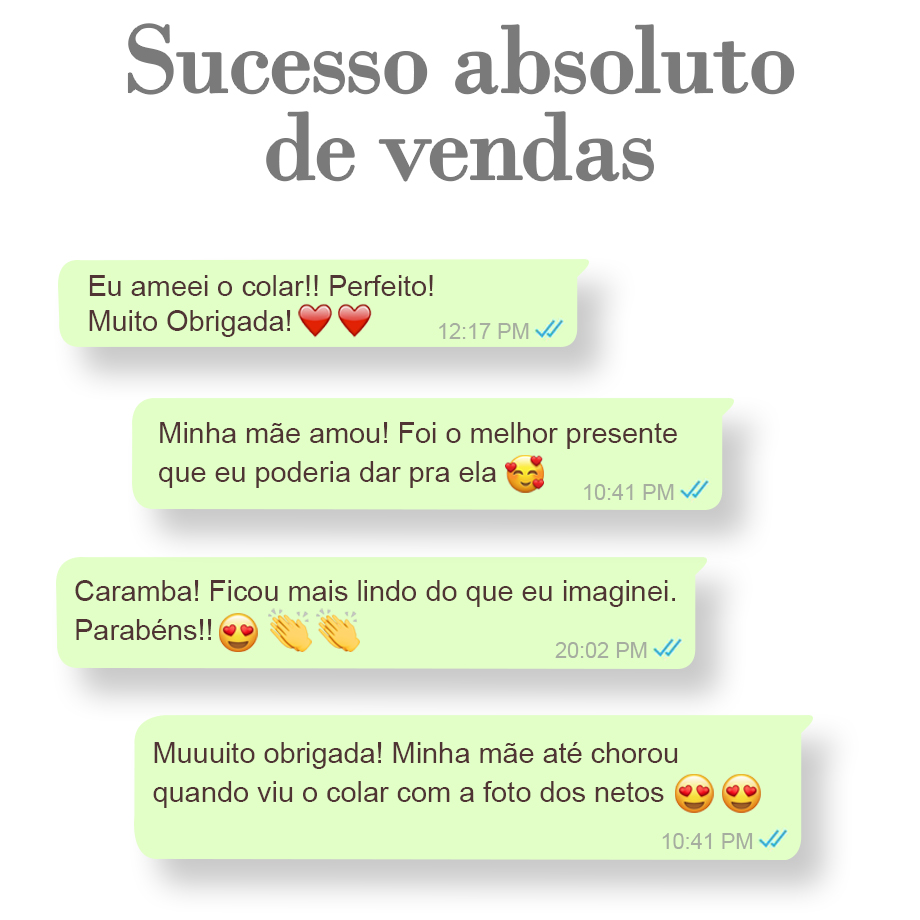 Sucesso absoluto
de vendas
Eu ameei o colar!! Perfeito!
Muito Obrigada!❤️❤️
12:17 PM
Minha mãe amou! Foi o melhor presente
que eu poderia dar pra ela 🥰
10:41 PM
Caramba! Ficou mais lindo do que eu imaginei.
Parabéns!!😍👏👏
20:02 PM
Muuuito obrigada! Minha mãe até chorou
quando viu o colar com a foto dos netos 😍😍
10:41 PM